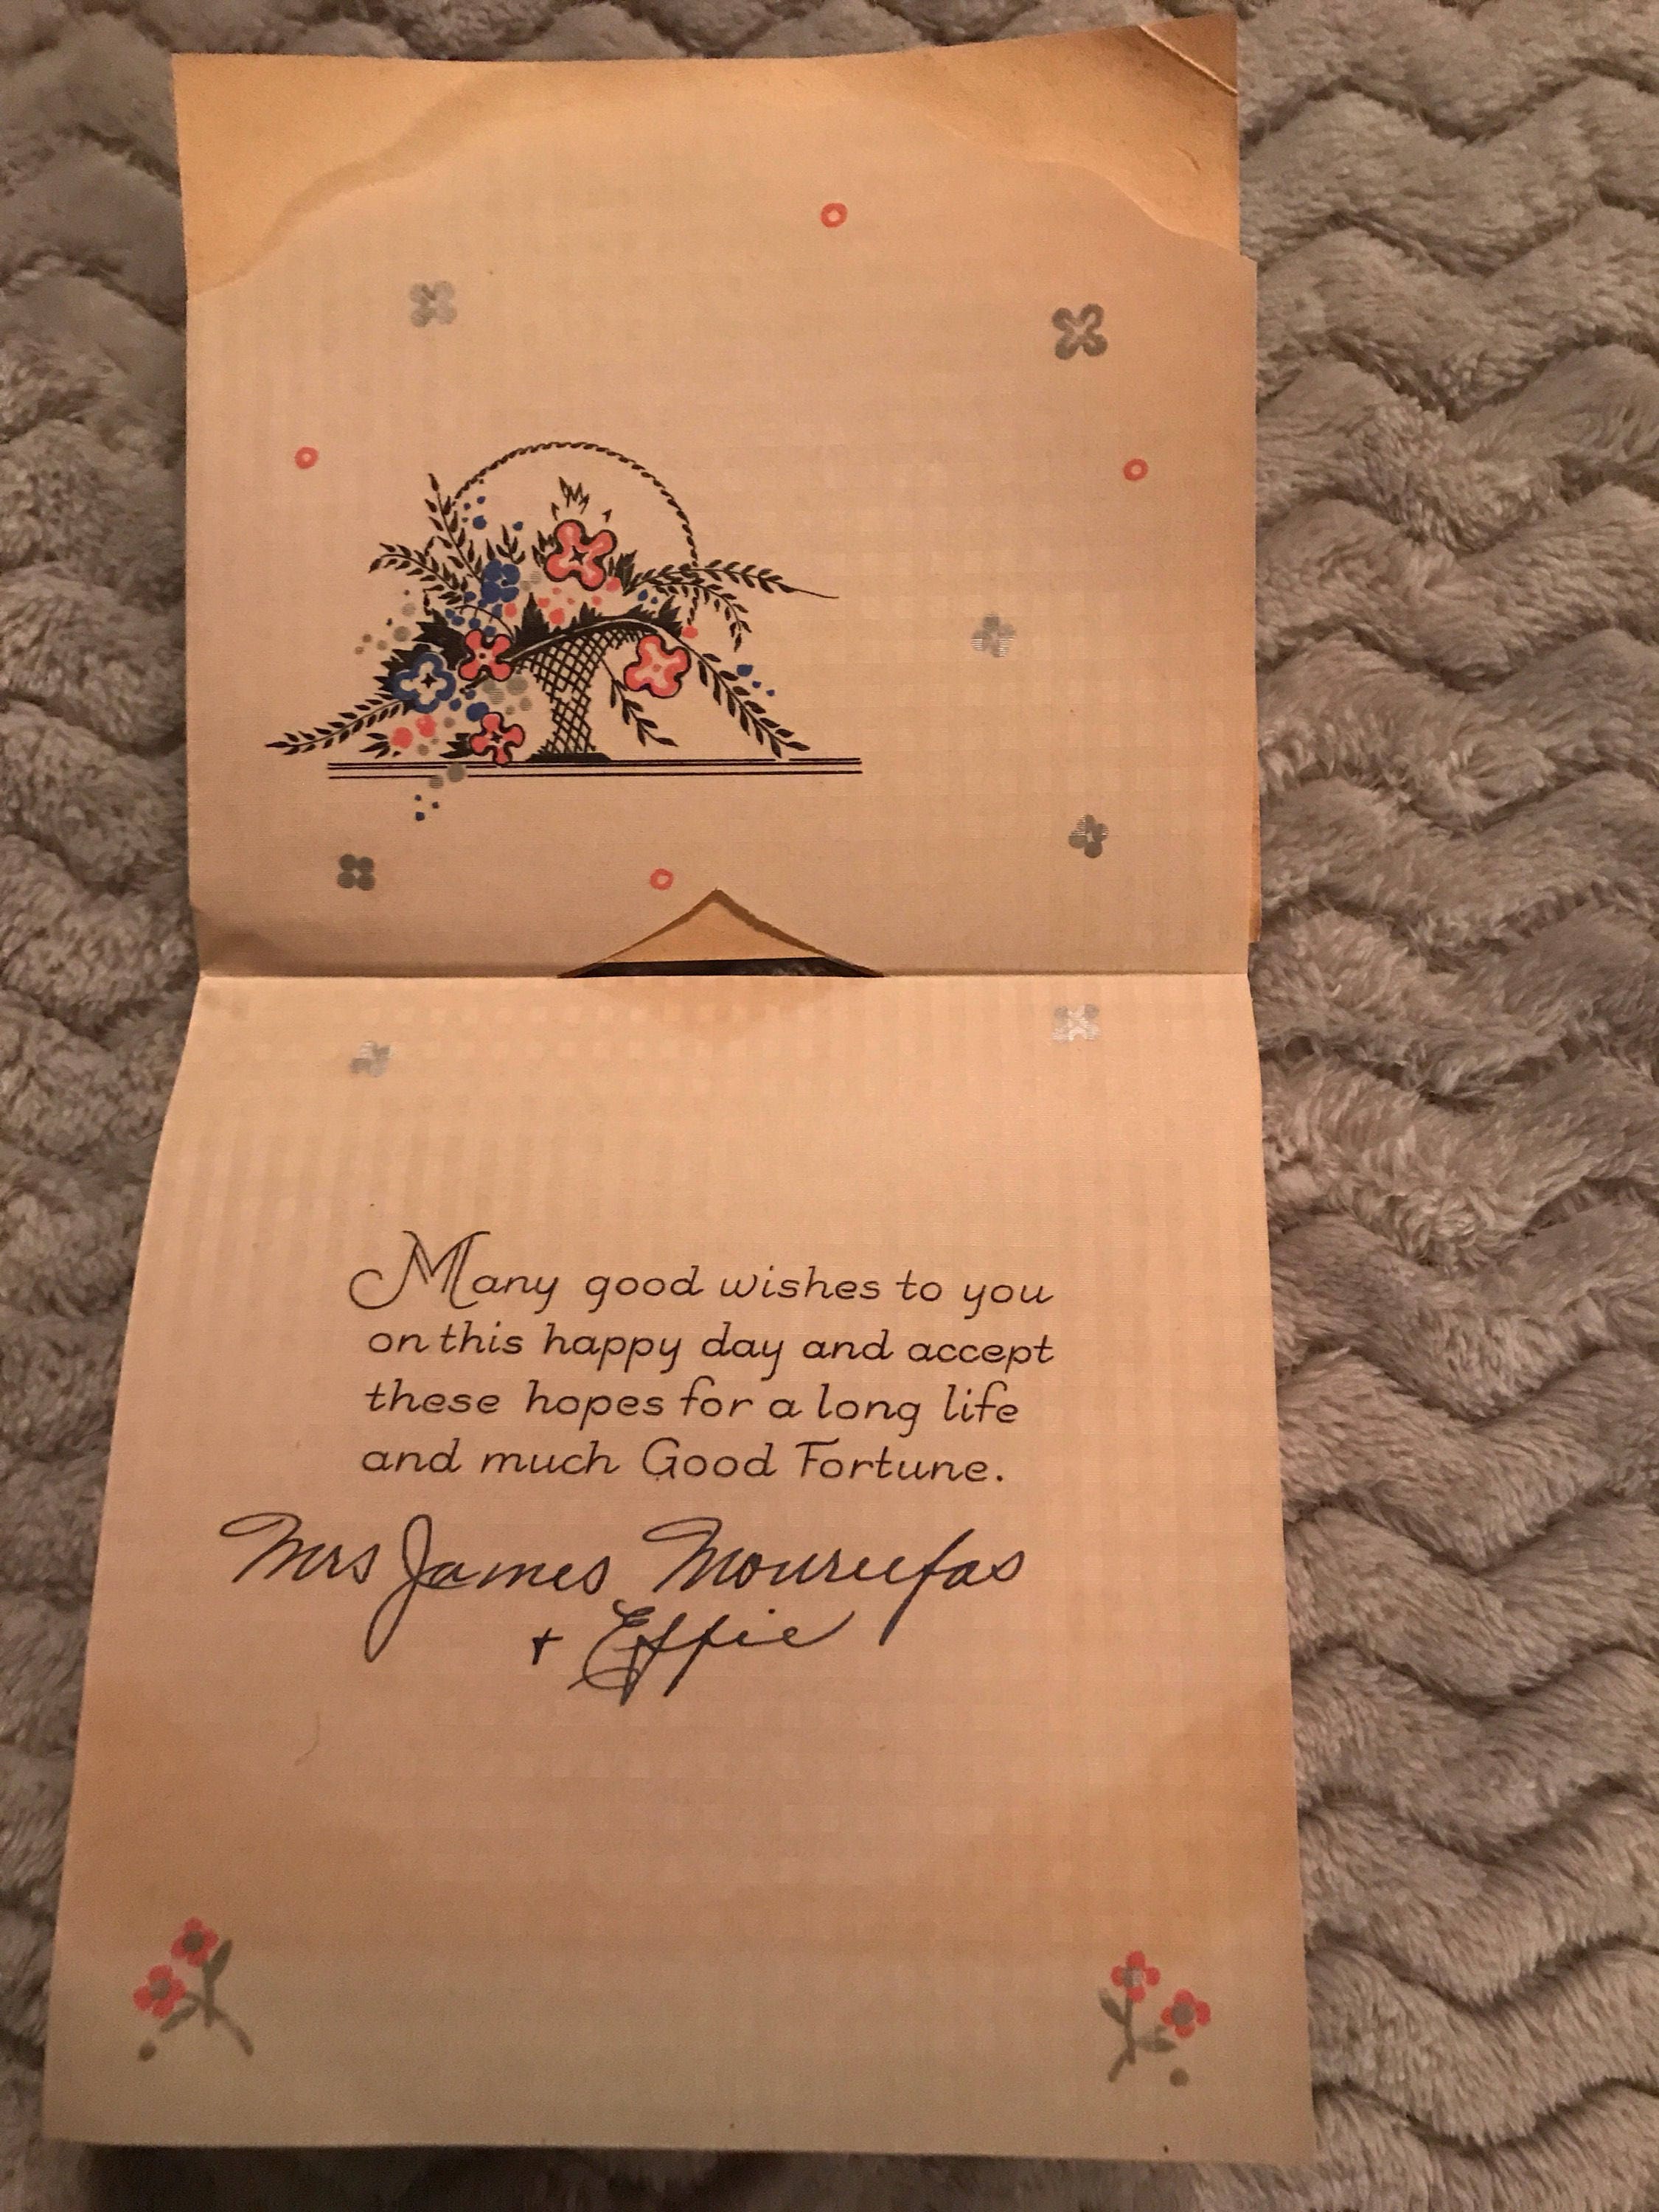 Many good wishes to you
on this happy day and accept
these hopes for a long life
and much Good Fortune.
Mrs James
+ Effie